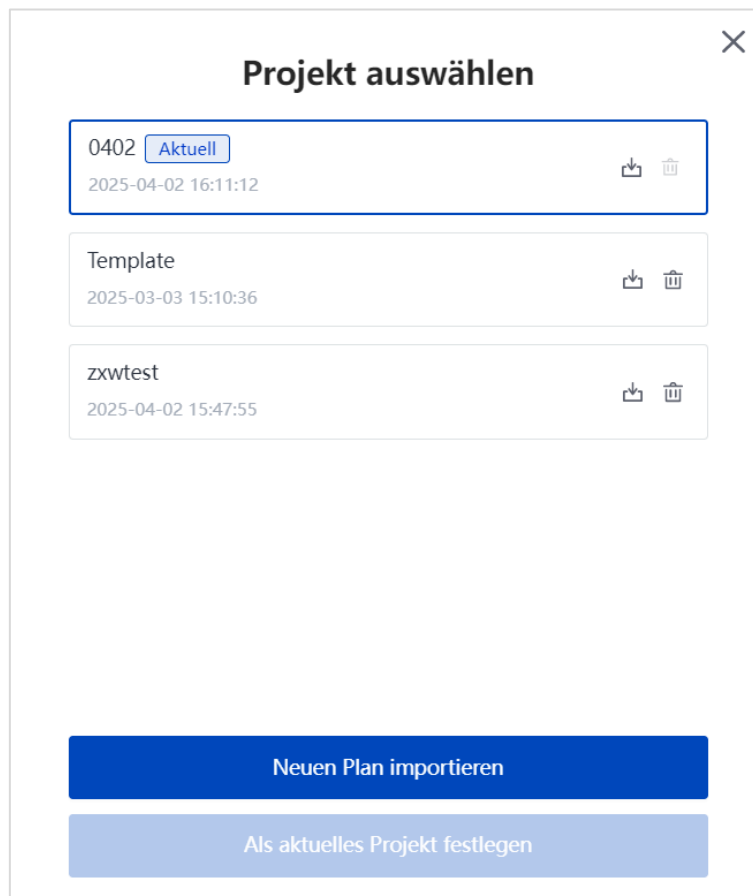 Projekt auswählen
0402 Aktuell
2025-04-02 16:11:12
Template
2025-03-03 15:10:36
zxwtest
2025-04-02 15:47:55
Neuen Plan importieren
Als aktuelles Projekt festlegen